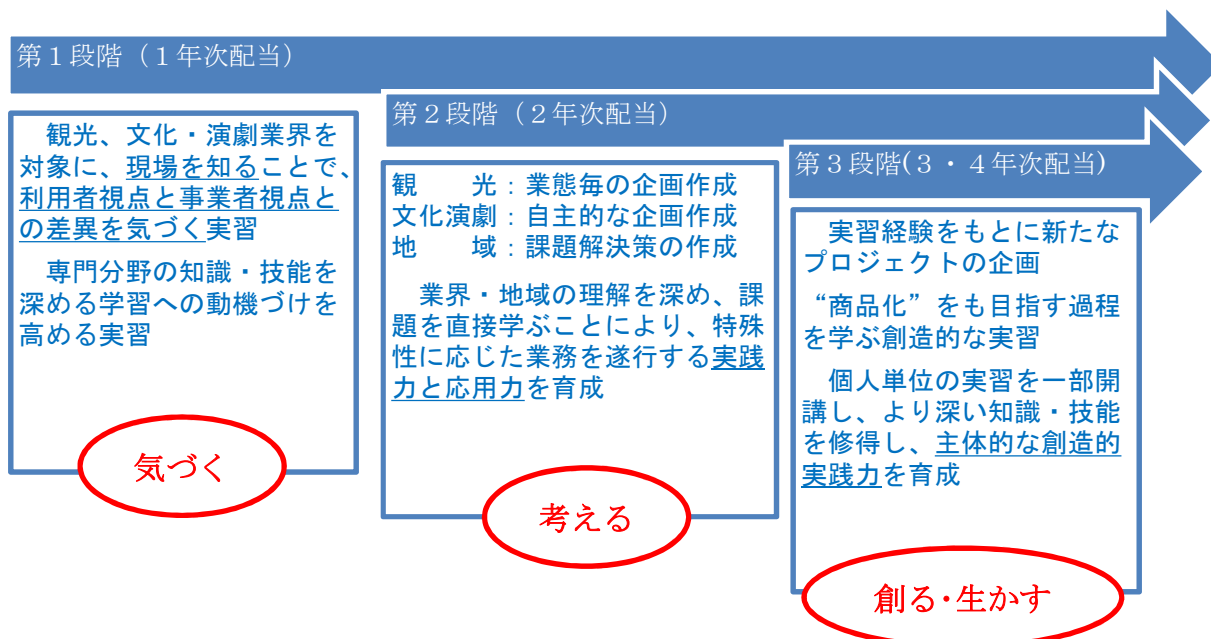 第１段階（１年次配当）
観光、文化・演劇業界を
対象に、現場を知ることで、
利用者視点と事業者視点と
の差異を気づく実習
専門分野の知識・技能を
深める学習への動機づけを
高める実習
気づく
第２段階（２年次配当）
観　　光：業態毎の企画作成
文化演劇：自主的な企画作成
地　　域：課題解決策の作成
業界・地域の理解を深め、課
題を直接学ぶことにより、特殊
性に応じた業務を遂行する実践
力と応用力を育成
考える
第３段階(３・４年次配当)
実習経験をもとに新たな
プロジェクトの企画
“商品化”をも目指す過程
を学ぶ創造的な実習
個人単位の実習を一部開
講し、より深い知識・技能
を修得し、主体的な創造的
実践力を育成
創る・生かす